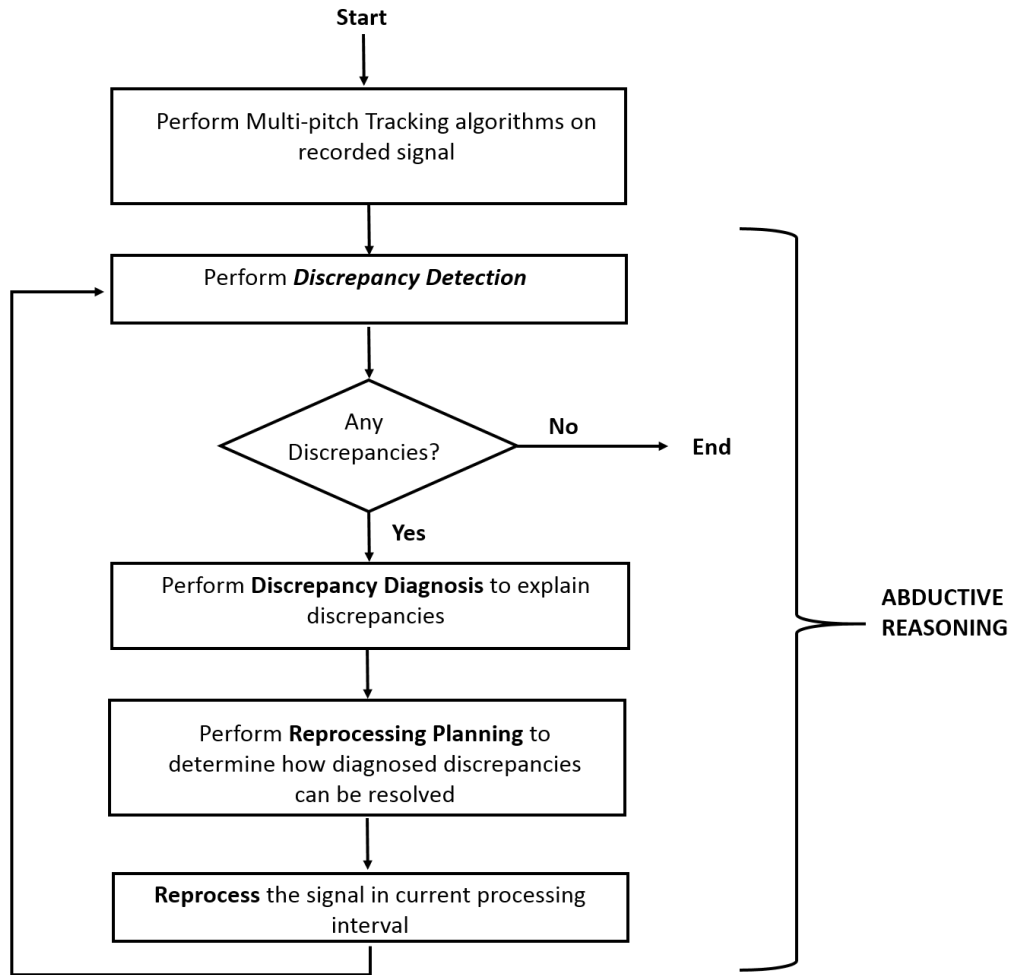 Start
Perform Multi-pitch Tracking algorithms on
recorded signal
Perform Discrepancy Detection
Any
Discrepancies?
No
End
Yes
Perform Discrepancy Diagnosis to explain
discrepancies
ABDUCTIVE
REASONING
Perform Reprocessing Planning to
determine how diagnosed discrepancies
can be resolved
Reprocess the signal in current processing
interval